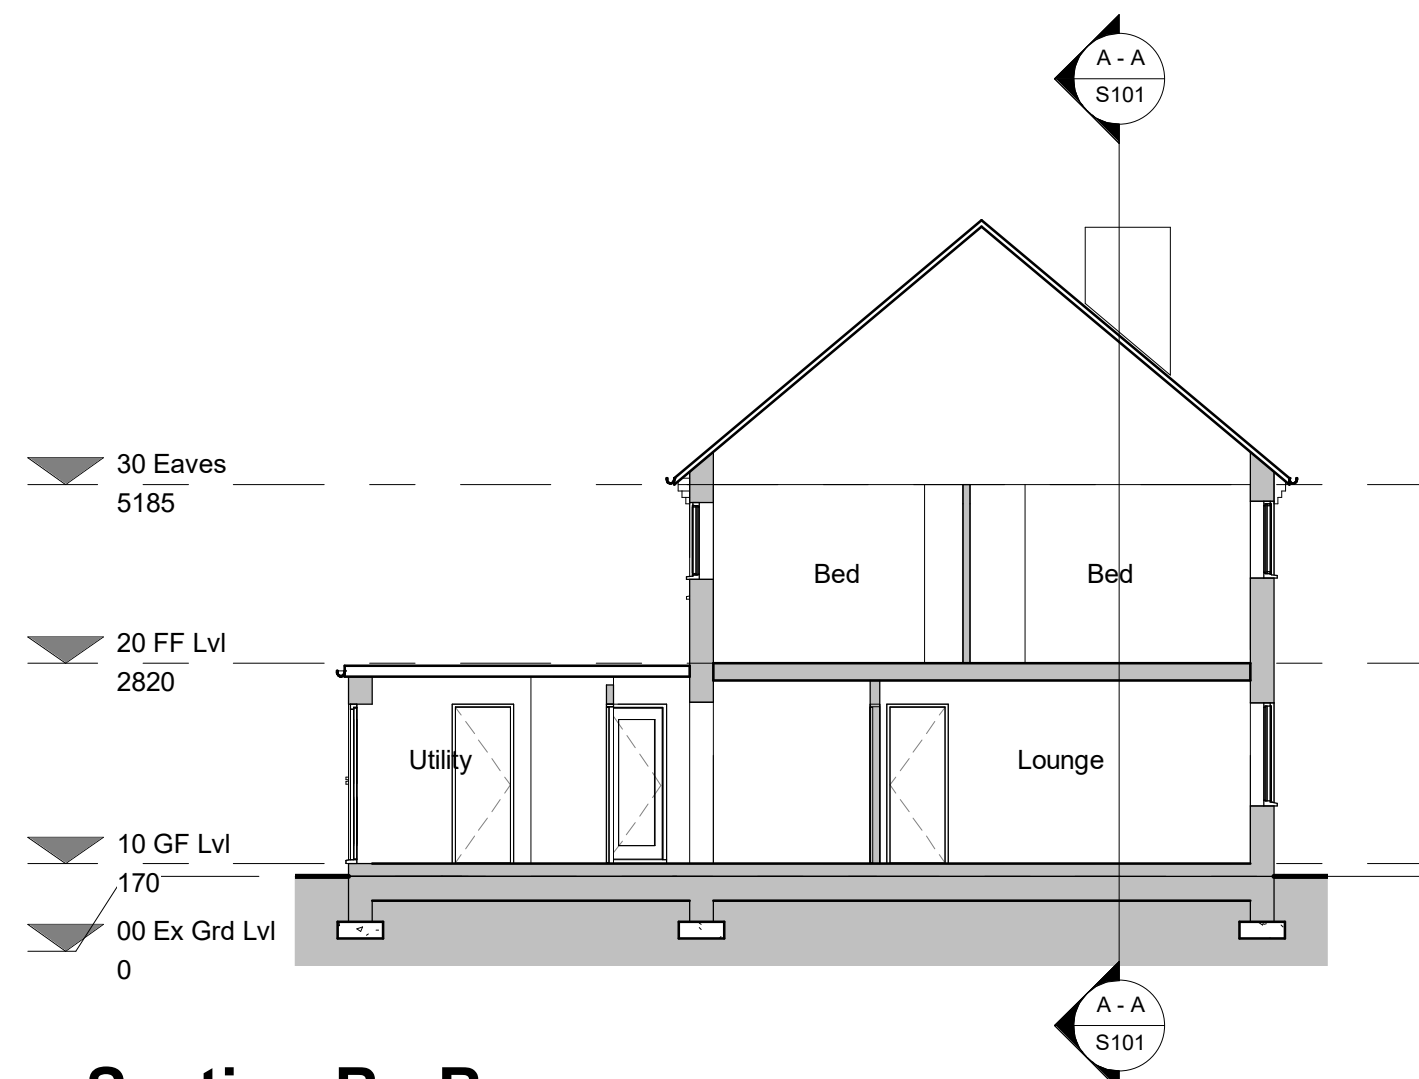 A - A
S101
30 Eaves
5185
Bed
Bed
20 FF Lvl
2820
Utility
Lounge
10 GF Lvl
170
00 Ex Grd Lvl
0
A - A
S101
Section B - B